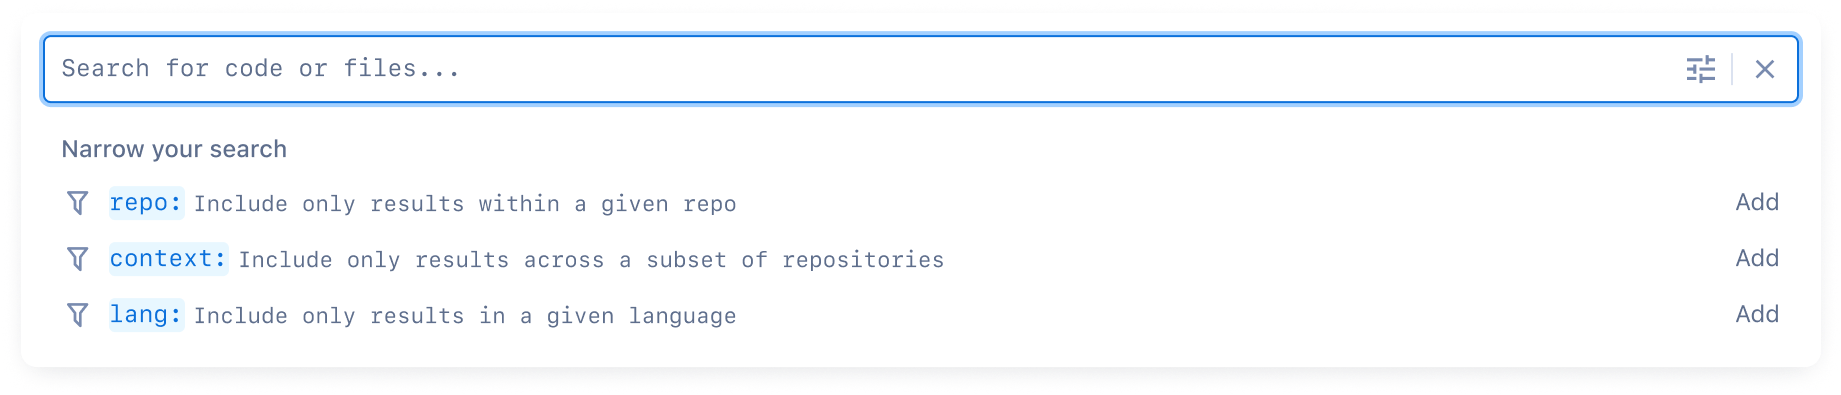 Search for code or files...
Narrow your search
repo: Include only results within a given repo Add
context: Include only results across a subset of repositories Add
lang: Include only results in a given language Add